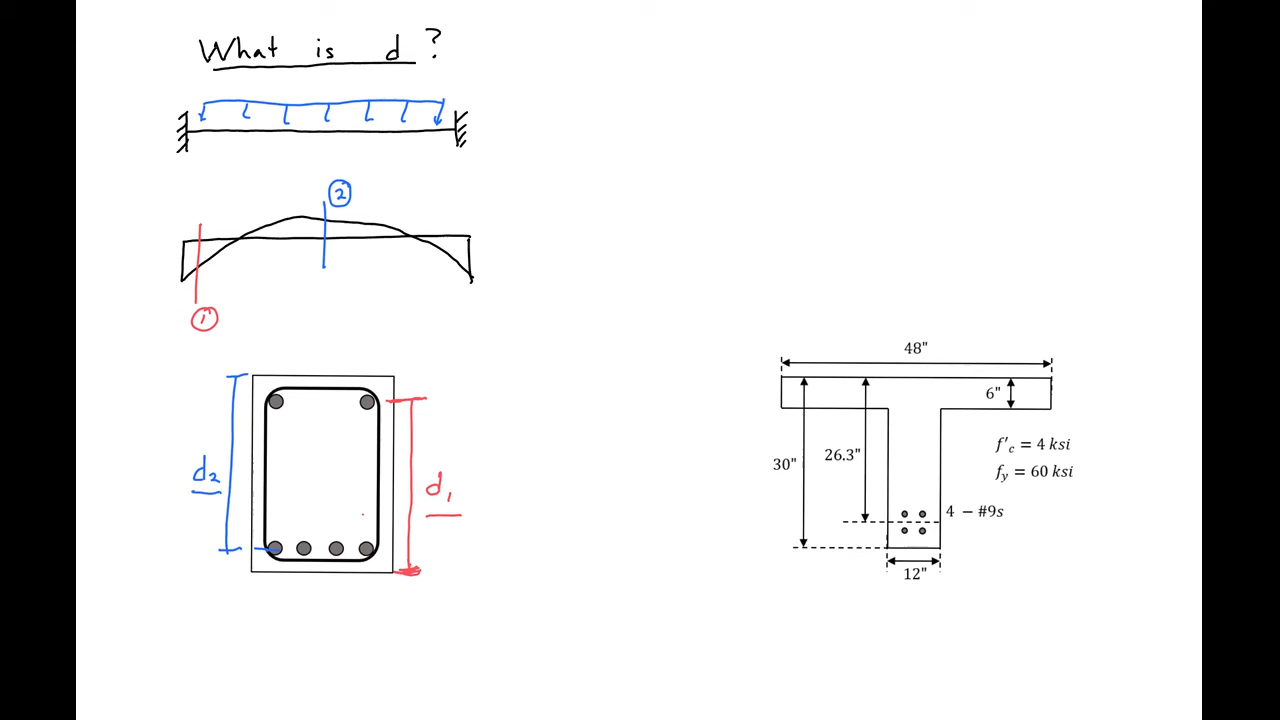 What is d ?
2
1
d2
d1
48"
6"
30"
26.3"
f′c = 4 ksi
fy = 60 ksi
4 − #9s
12"